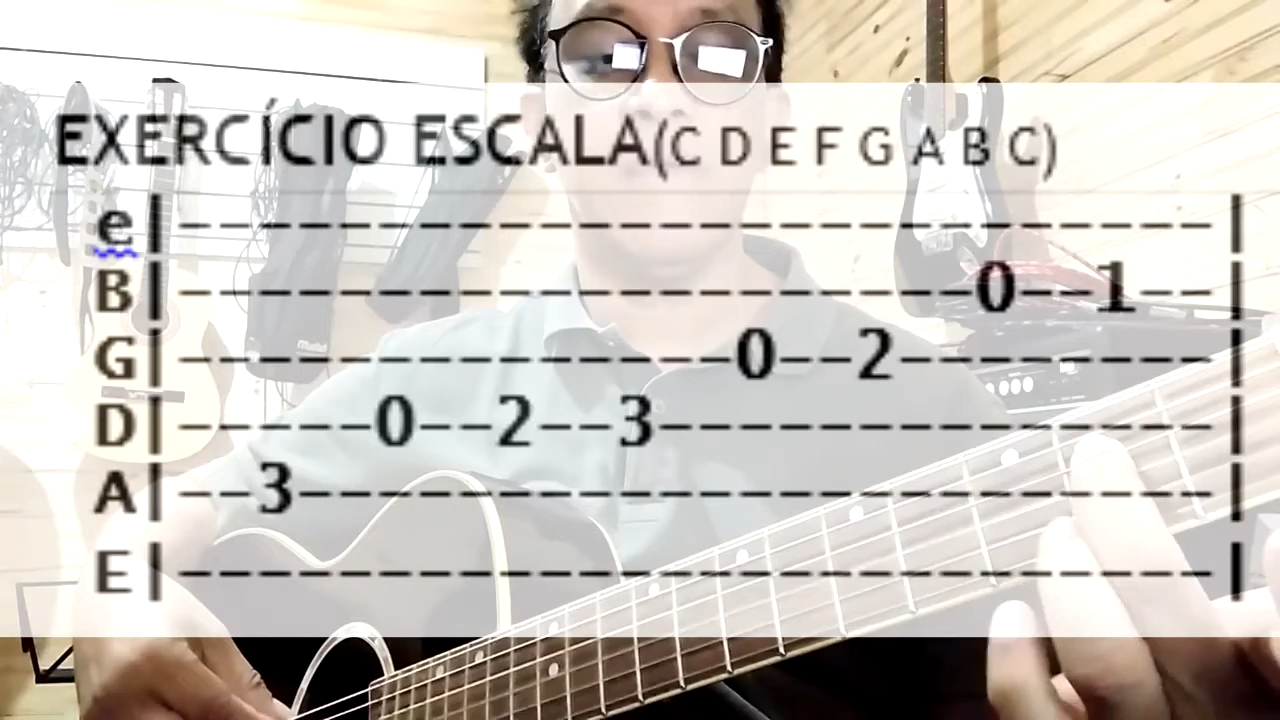 EXERCÍCIO ESCALA(C D E F G A B C)
e|--------------------------------|
B|---------------------0--1--|
G|---------------0--2--------|
D|-----0--2--3---------------|
A|--3------------------------|
E|---------------------------|